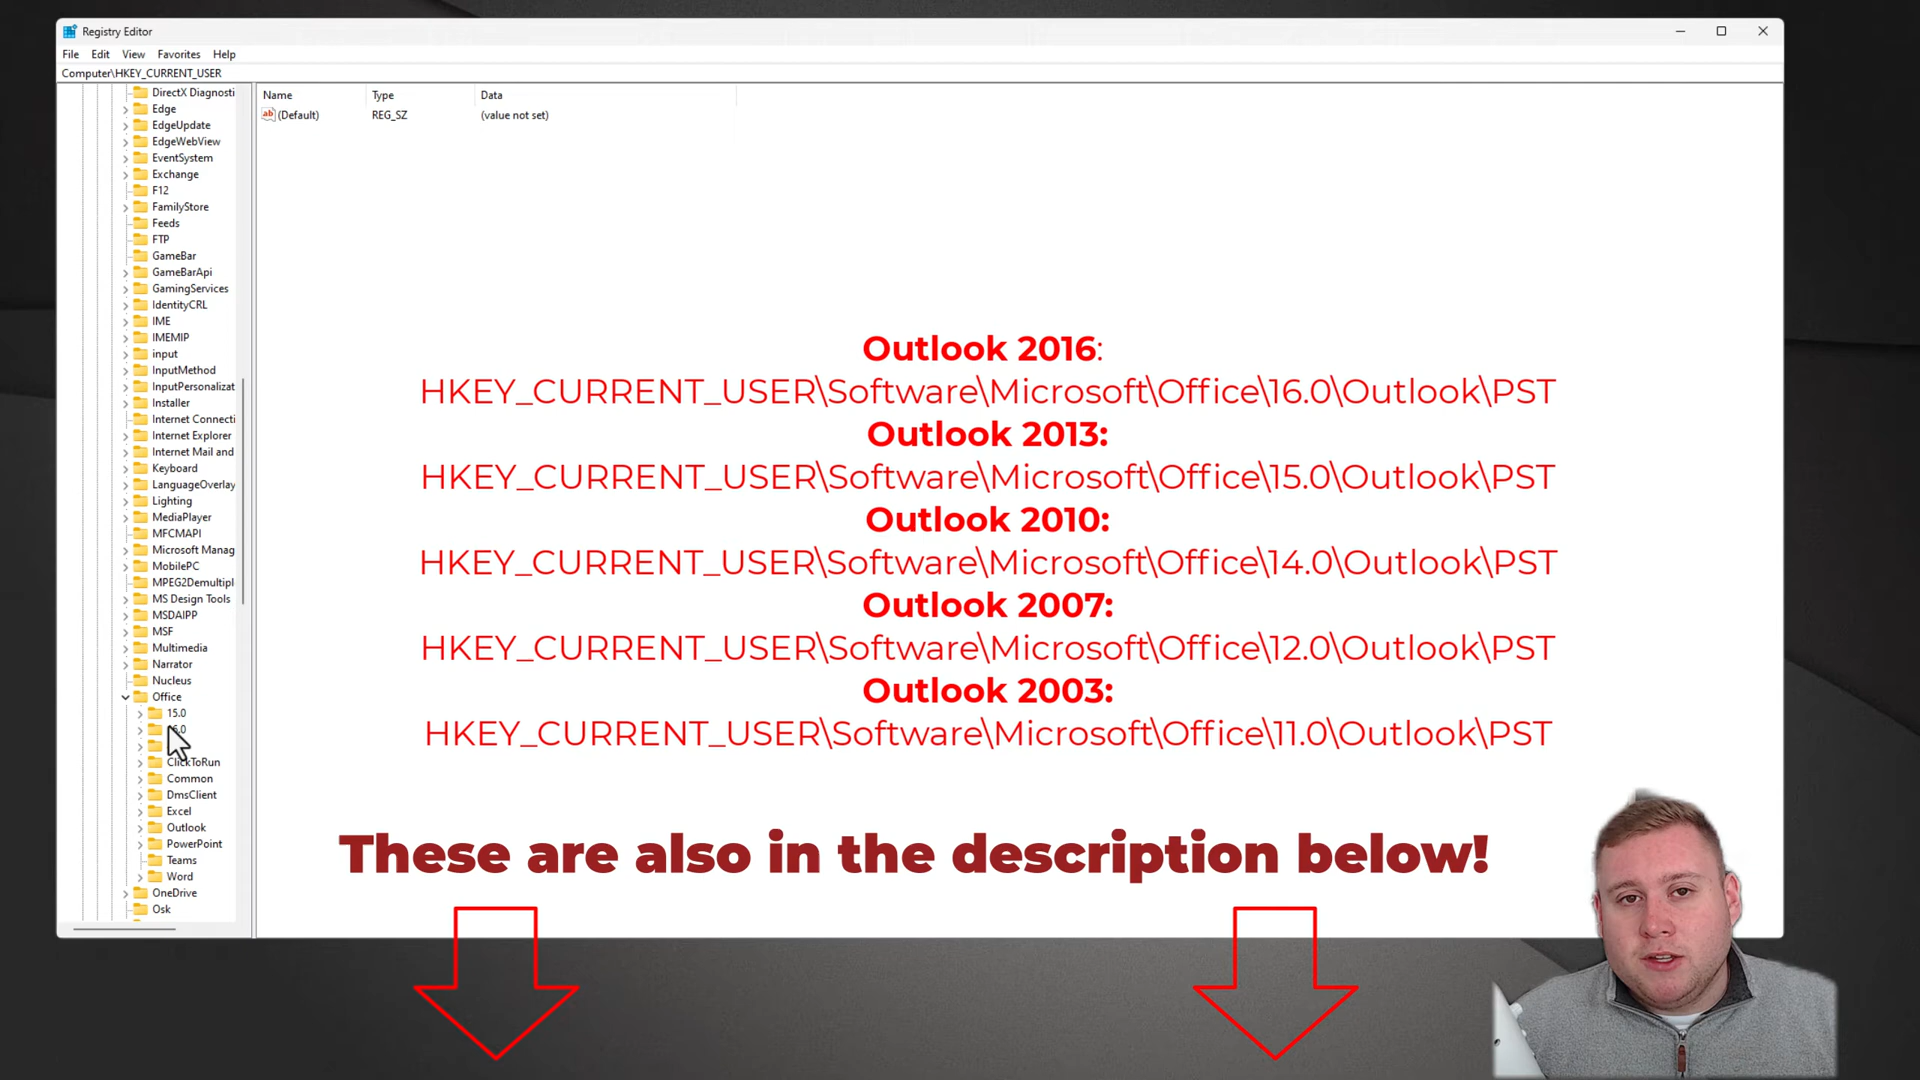 Registry Editor
File Edit View Favorites Help
Computer\HKEY_CURRENT_USER
Name Type Data
(Default) REG_SZ (value not set)
DirectX Diagnosti
Edge
EdgeUpdate
EdgeWebView
EventSystem
Exchange
F12
FamilyStore
Feeds
FTP
GameBar
GameBarApi
GamingServices
IdentityCRL
IME
IMEMIP
input
InputMethod
InputPersonalizat
Installer
Internet Connecti
Internet Explorer
Internet Mail and
Keyboard
LanguageOverlay
Lighting
MediaPlayer
MFCMAPI
Microsoft Manag
MobilePC
MPEG2Demultipl
MS Design Tools
MSDAIPP
MSF
Multimedia
Narrator
Nucleus
Office
15.0
ClickToRun
Common
DmsClient
Excel
Outlook
PowerPoint
Teams
Word
OneDrive
Osk
Outlook 2016:
HKEY_CURRENT_USER\Software\Microsoft\Office\16.0\Outlook\PST
Outlook 2013:
HKEY_CURRENT_USER\Software\Microsoft\Office\15.0\Outlook\PST
Outlook 2010:
HKEY_CURRENT_USER\Software\Microsoft\Office\14.0\Outlook\PST
Outlook 2007:
HKEY_CURRENT_USER\Software\Microsoft\Office\12.0\Outlook\PST
Outlook 2003:
HKEY_CURRENT_USER\Software\Microsoft\Office\11.0\Outlook\PST
These are also in the description below!